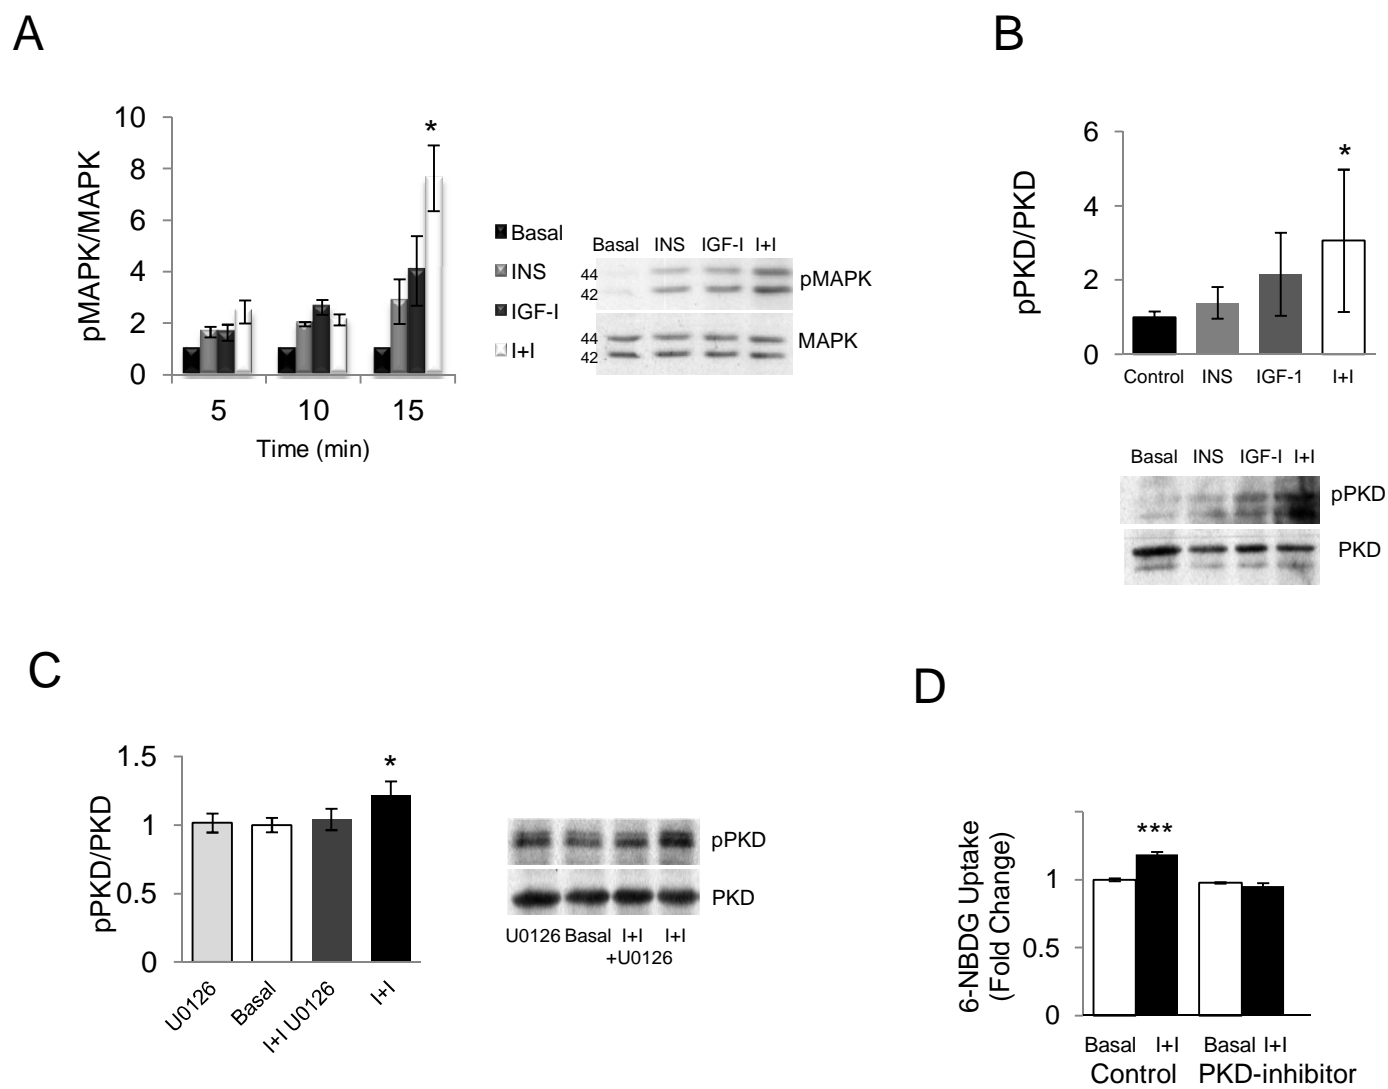 A
10
8
6
4
2
0
pMAPK/MAPK
*
5 10 15
Time (min)
Basal
INS
IGF-I
I+I
Basal INS IGF-I I+I
44
42
pMAPK
44
42
MAPK
B
6
4
2
0
pPKD/PKD
*
Control INS IGF-1 I+I
Basal INS IGF-I I+I
pPKD
PKD
C
1.5
1
0.5
0
pPKD/PKD
*
U0126
Basal
I+I U0126
I+I
pPKD
PKD
U0126 Basal I+I I+I
+U0126
D
6-NBDG Uptake
(Fold Change)
1
0.5
0
***
Basal I+I Basal I+I
Control PKD-inhibitor